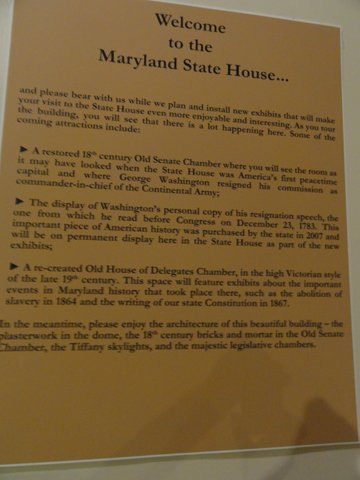 Welcome
to the
Maryland State House...
and please bear with us while we plan and install new exhibits that will make
your visit to the State House even more enjoyable and interesting. As you tour
the building, you will see that there is a lot happening here. Some of the
coming attractions include:
► A restored 18th century Old Senate Chamber where you will see the room as
it may have looked when the State House was America's first peacetime
capital and where George Washington resigned his commission as
commander-in-chief of the Continental Army;
► The display of Washington's personal copy of his resignation speech, the
one from which he read before Congress on December 23, 1783. This
important piece of American history was purchased by the state in 2007 and
will be on permanent display here in the State House as part of the new
exhibits;
► A re-created Old House of Delegates Chamber, in the high Victorian style
of the late 19th century. This space will feature exhibits about the important
events in Maryland history that took place there, such as the abolition of
slavery in 1864 and the writing of our state Constitution in 1867.
In the meantime, please enjoy the architecture of this beautiful building – the
plasterwork in the dome, the 18th century bricks and mortar in the Old Senate
Chamber, the Tiffany skylights, and the majestic legislative chambers.